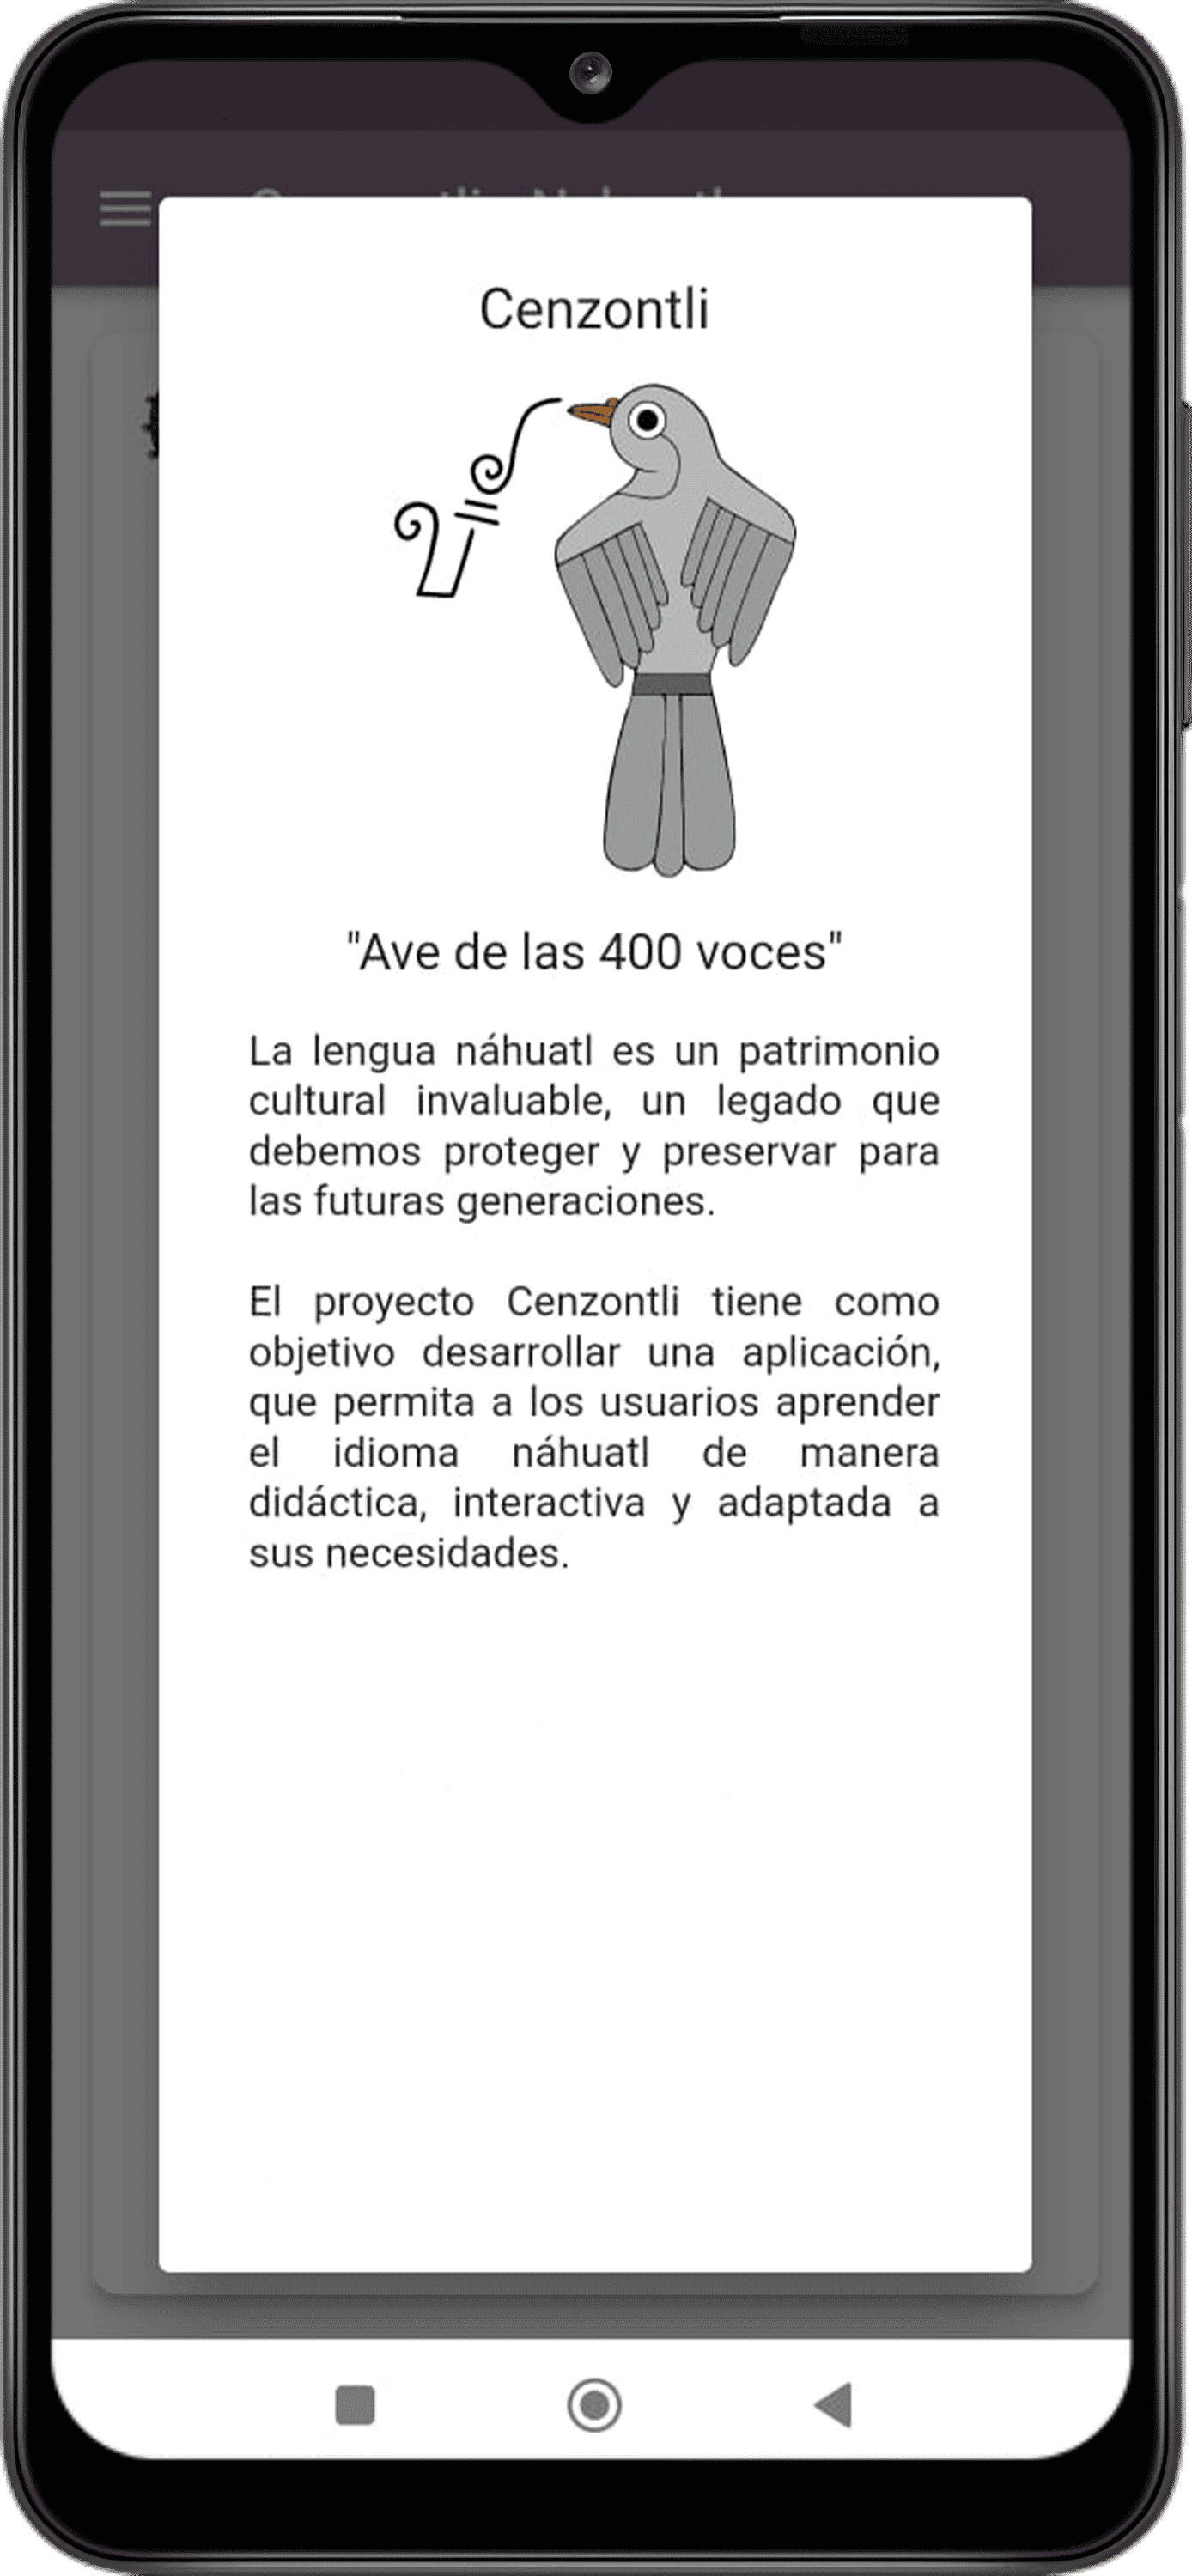 Cenzontli
"Ave de las 400 voces"
La lengua náhuatl es un patrimonio
cultural invaluable, un legado que
debemos proteger y preservar para
las futuras generaciones.
El proyecto Cenzontli tiene como
objetivo desarrollar una aplicación,
que permita a los usuarios aprender
el idioma náhuatl de manera
didáctica, interactiva y adaptada a
sus necesidades.